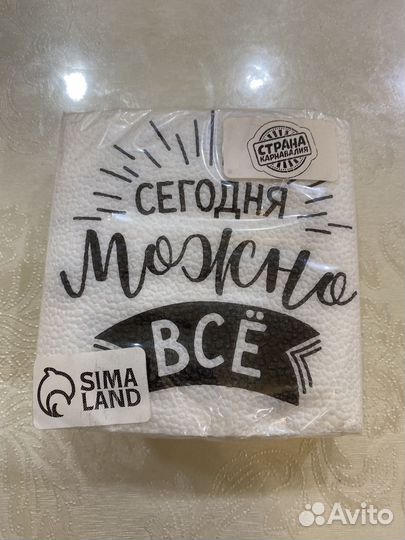 СТРАНА
КАРНАВАЛИЯ
СЕГОДНЯ
Можно
ВСЁ
SIMA
LAND
Avito